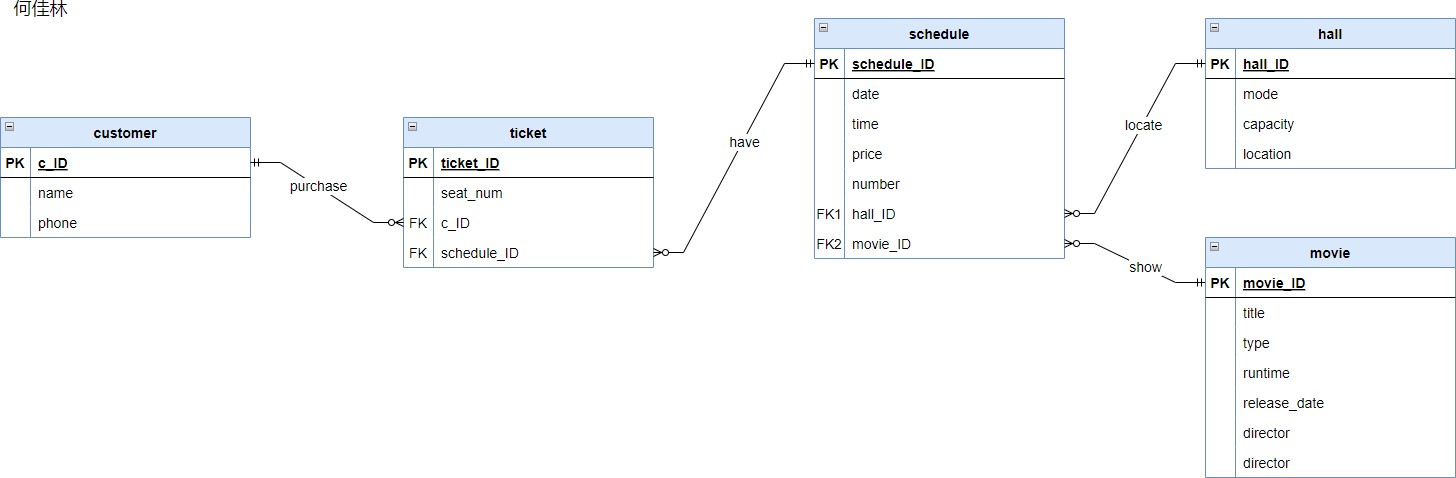 何佳林
customer
PK c_ID
name
phone
purchase
ticket
PK ticket_ID
seat_num
FK c_ID
FK schedule_ID
have
schedule
PK schedule_ID
date
time
price
number
FK1 hall_ID
FK2 movie_ID
locate
show
hall
PK hall_ID
mode
capacity
location
movie
PK movie_ID
title
type
runtime
release_date
director
director